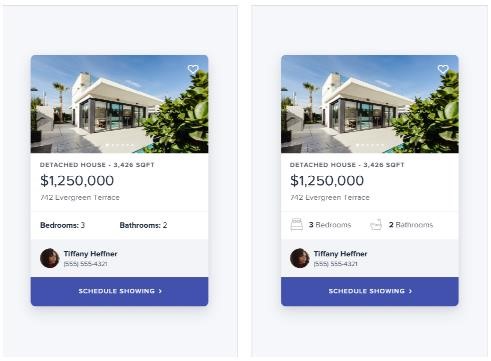 DETACHED HOUSE • 3,426 SQFT
$1,250,000
742 Evergreen Terrace
Bedrooms: 3 Bathrooms: 2
Tiffany Heffner
(555) 555-4321
SCHEDULE SHOWING ›
DETACHED HOUSE • 3,426 SQFT
$1,250,000
742 Evergreen Terrace
3 Bedrooms 2 Bathrooms
Tiffany Heffner
(555) 555-4321
SCHEDULE SHOWING ›